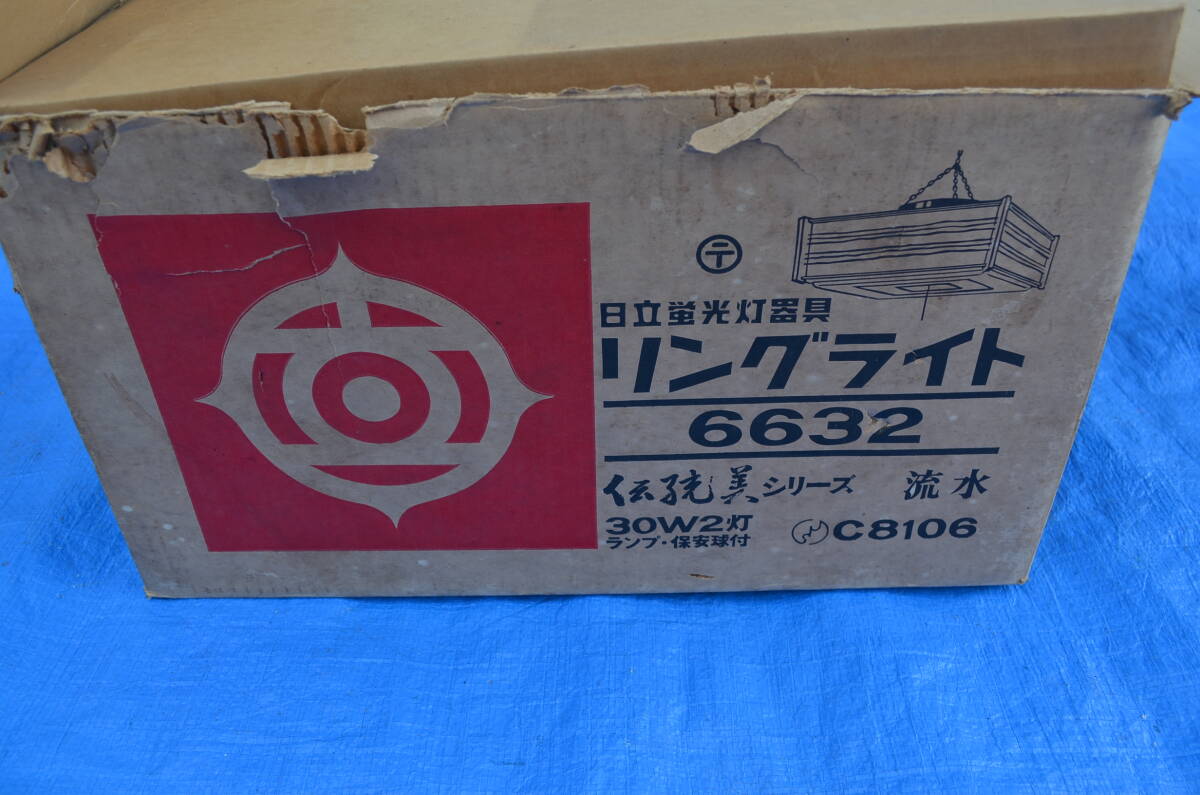 〒
日立蛍光灯器具
リングライト
6632
伝統美シリーズ 流水
30W2灯
ランプ・保安球付
C8106